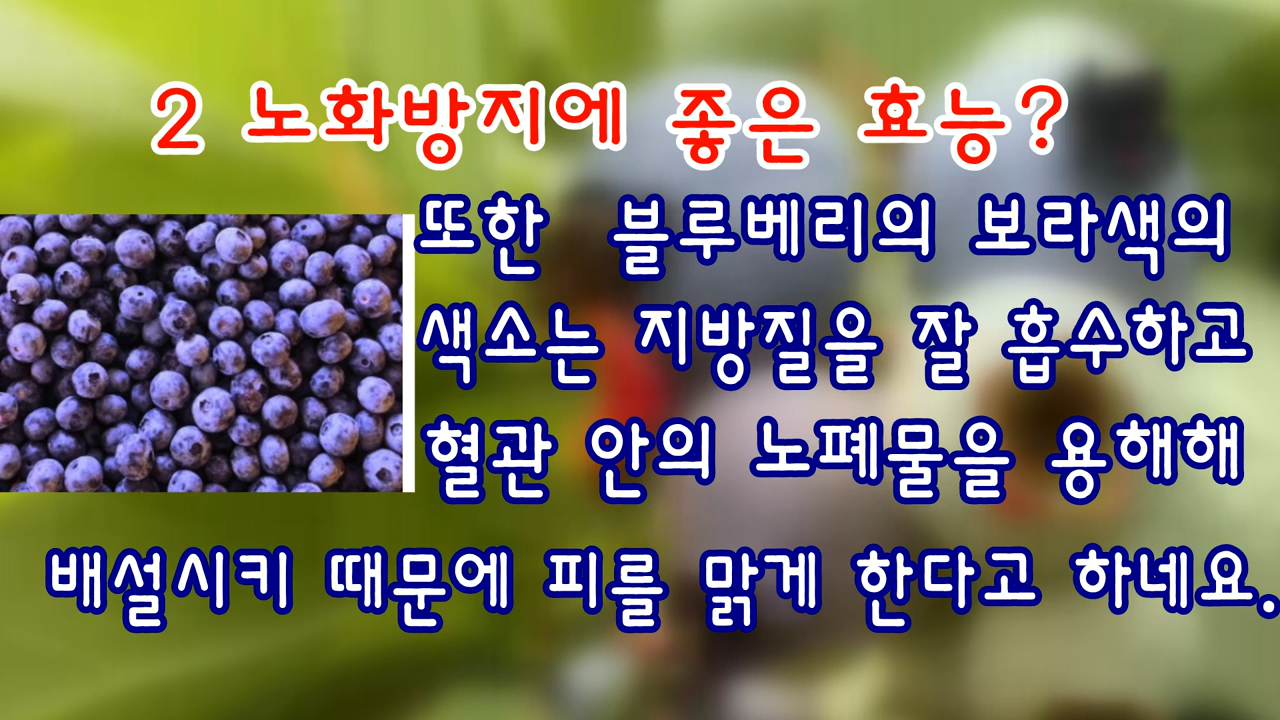 2 노화방지에 좋은 효능?
또한 블루베리의 보라색의
색소는 지방질을 잘 흡수하고
혈관 안의 노폐물을 용해해
배설시키 때문에 피를 맑게 한다고 하네요.